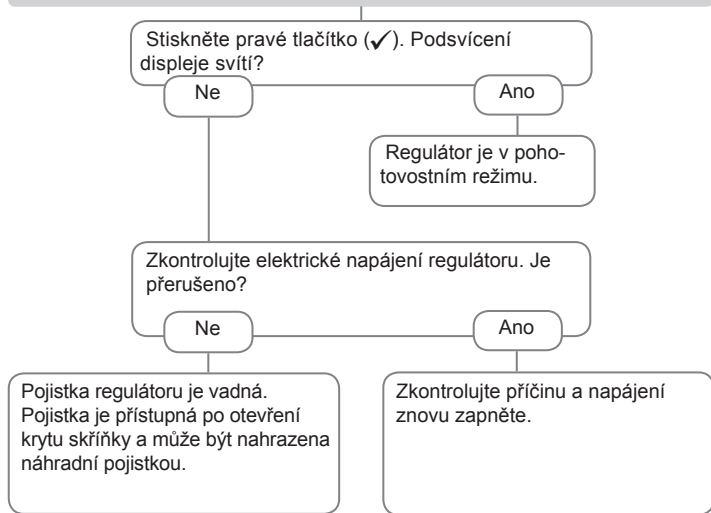 Stiskněte pravé tlačítko (✓). Podsvícení
displeje svítí?
Ne
Ano
Regulátor je v poho-
tovostním režimu.
Zkontrolujte elektrické napájení regulátoru. Je
přerušeno?
Ne
Ano
Pojistka regulátoru je vadná.
Pojistka je přístupná po otevření
krytu skříňky a může být nahrazena
náhradní pojistkou.
Zkontrolujte příčinu a napájení
znovu zapněte.